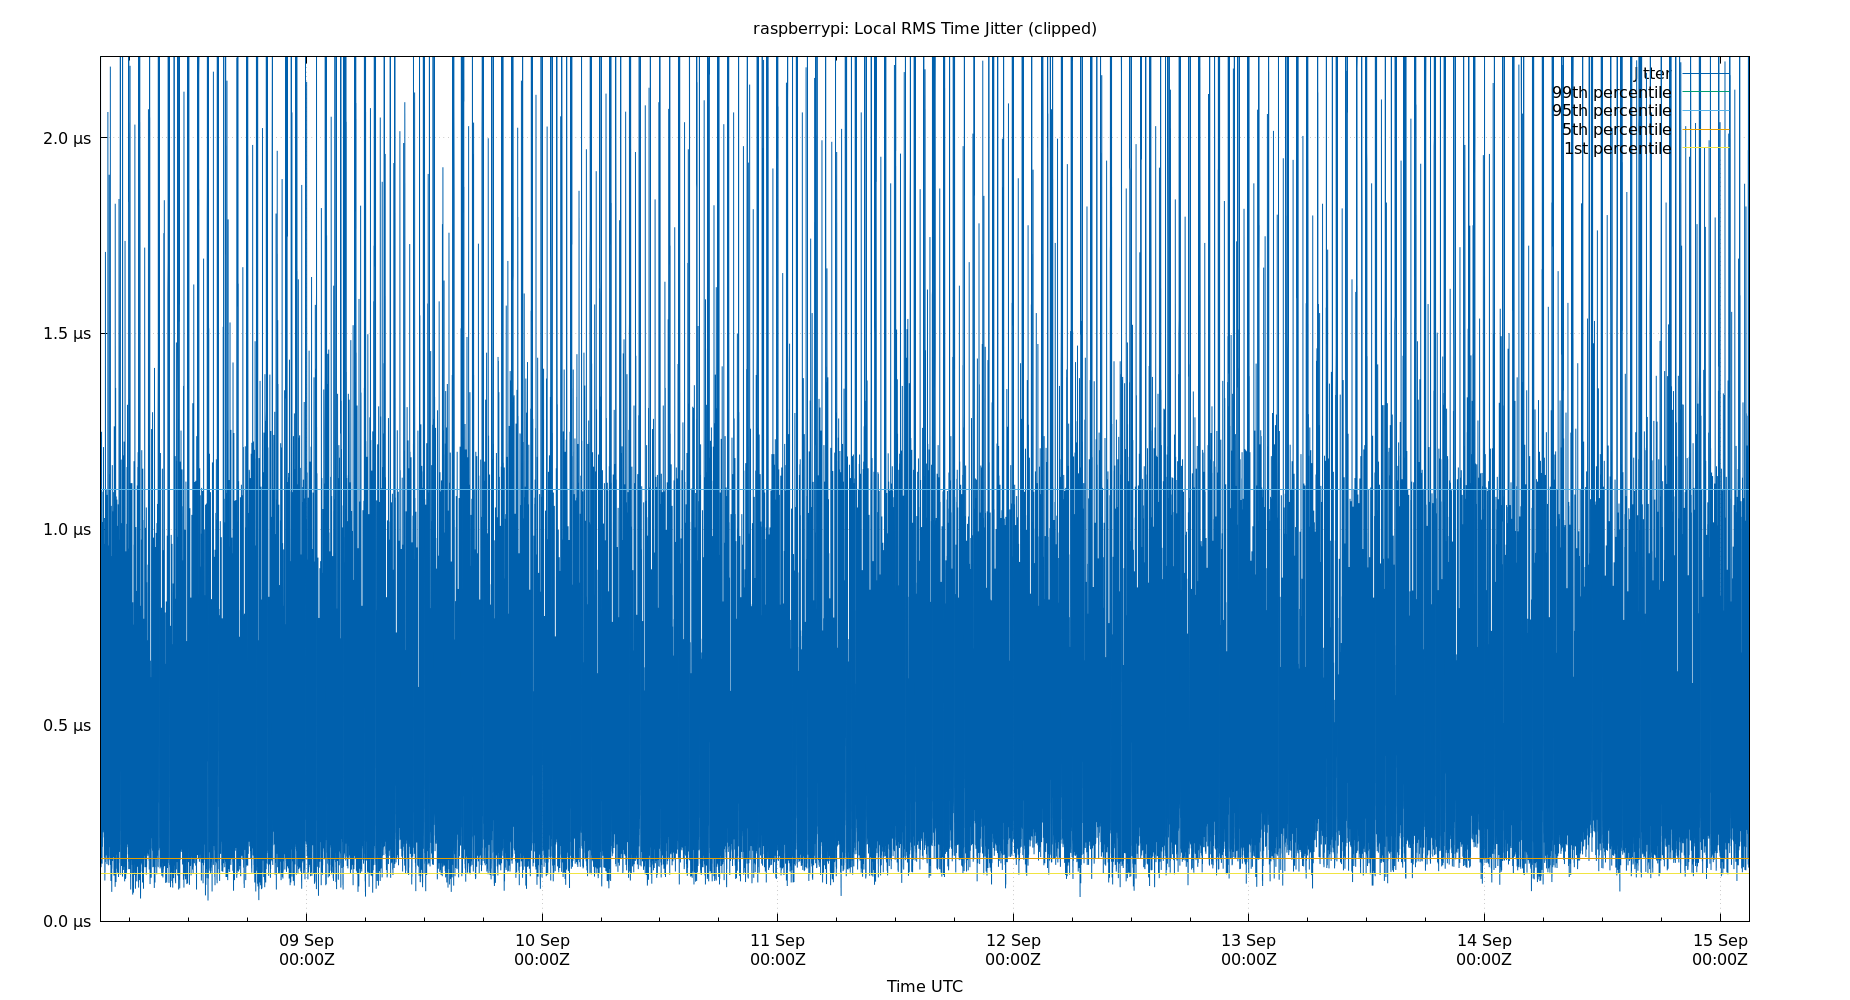 raspberrypi: Local RMS Time Jitter (clipped)
Jitter
99th percentile
95th percentile
5th percentile
1st percentile
2.0 µs
1.5 µs
1.0 µs
0.5 µs
0.0 µs
09 Sep 10 Sep 11 Sep 12 Sep 13 Sep 14 Sep 15 Sep
00:00Z 00:00Z 00:00Z 00:00Z 00:00Z 00:00Z 00:00Z
Time UTC